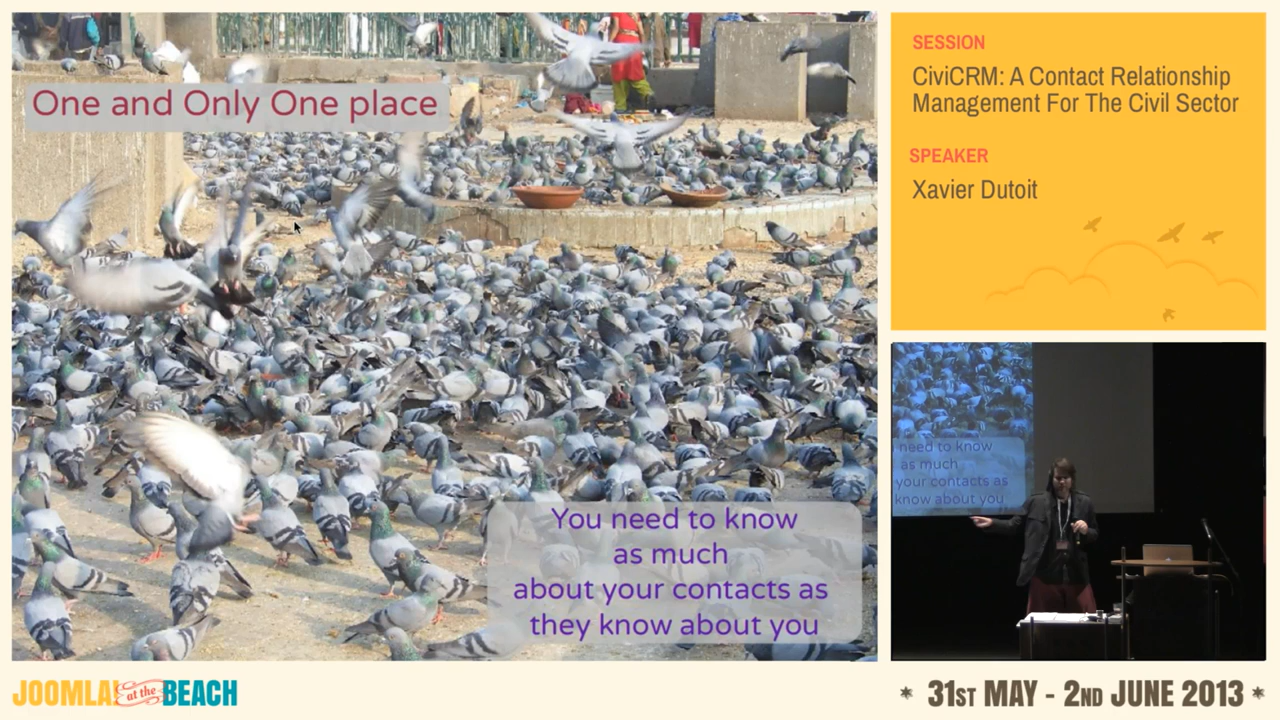 One and Only One place
You need to know
as much
about your contacts as
they know about you
SESSION
CiviCRM: A Contact Relationship
Management For The Civil Sector
SPEAKER
Xavier Dutoit
need to know
as much
your contacts as
know about you
JOOMLA! at the BEACH
* 31ST MAY - 2ND JUNE 2013 *